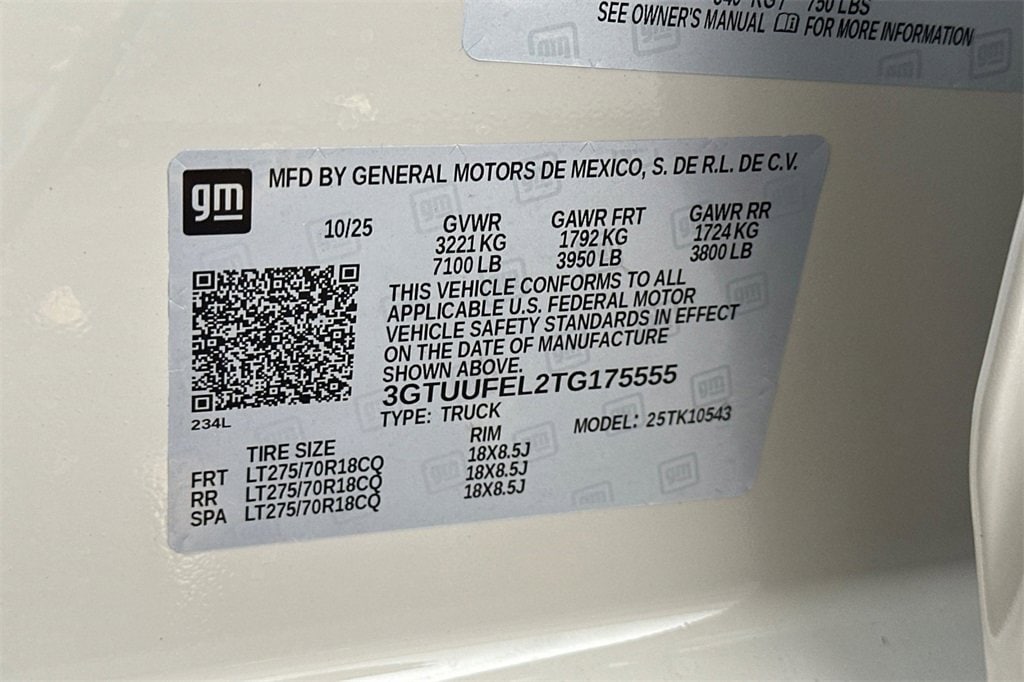 750 LBS
SEE OWNER'S MANUAL FOR MORE INFORMATION
gm
MFD BY GENERAL MOTORS DE MEXICO, S. DE R.L. DE C.V.
10/25
GVWR
3221 KG
7100 LB
GAWR FRT
1792 KG
3950 LB
GAWR RR
1724 KG
3800 LB
THIS VEHICLE CONFORMS TO ALL
APPLICABLE U.S. FEDERAL MOTOR
VEHICLE SAFETY STANDARDS IN EFFECT
ON THE DATE OF MANUFACTURE
SHOWN ABOVE.
3GTUUFEL2TG175555
234L
TYPE: TRUCK
MODEL: 25TK10543
TIRE SIZE RIM
FRT LT275/70R18CQ 18X8.5J
RR LT275/70R18CQ 18X8.5J
SPA LT275/70R18CQ 18X8.5J